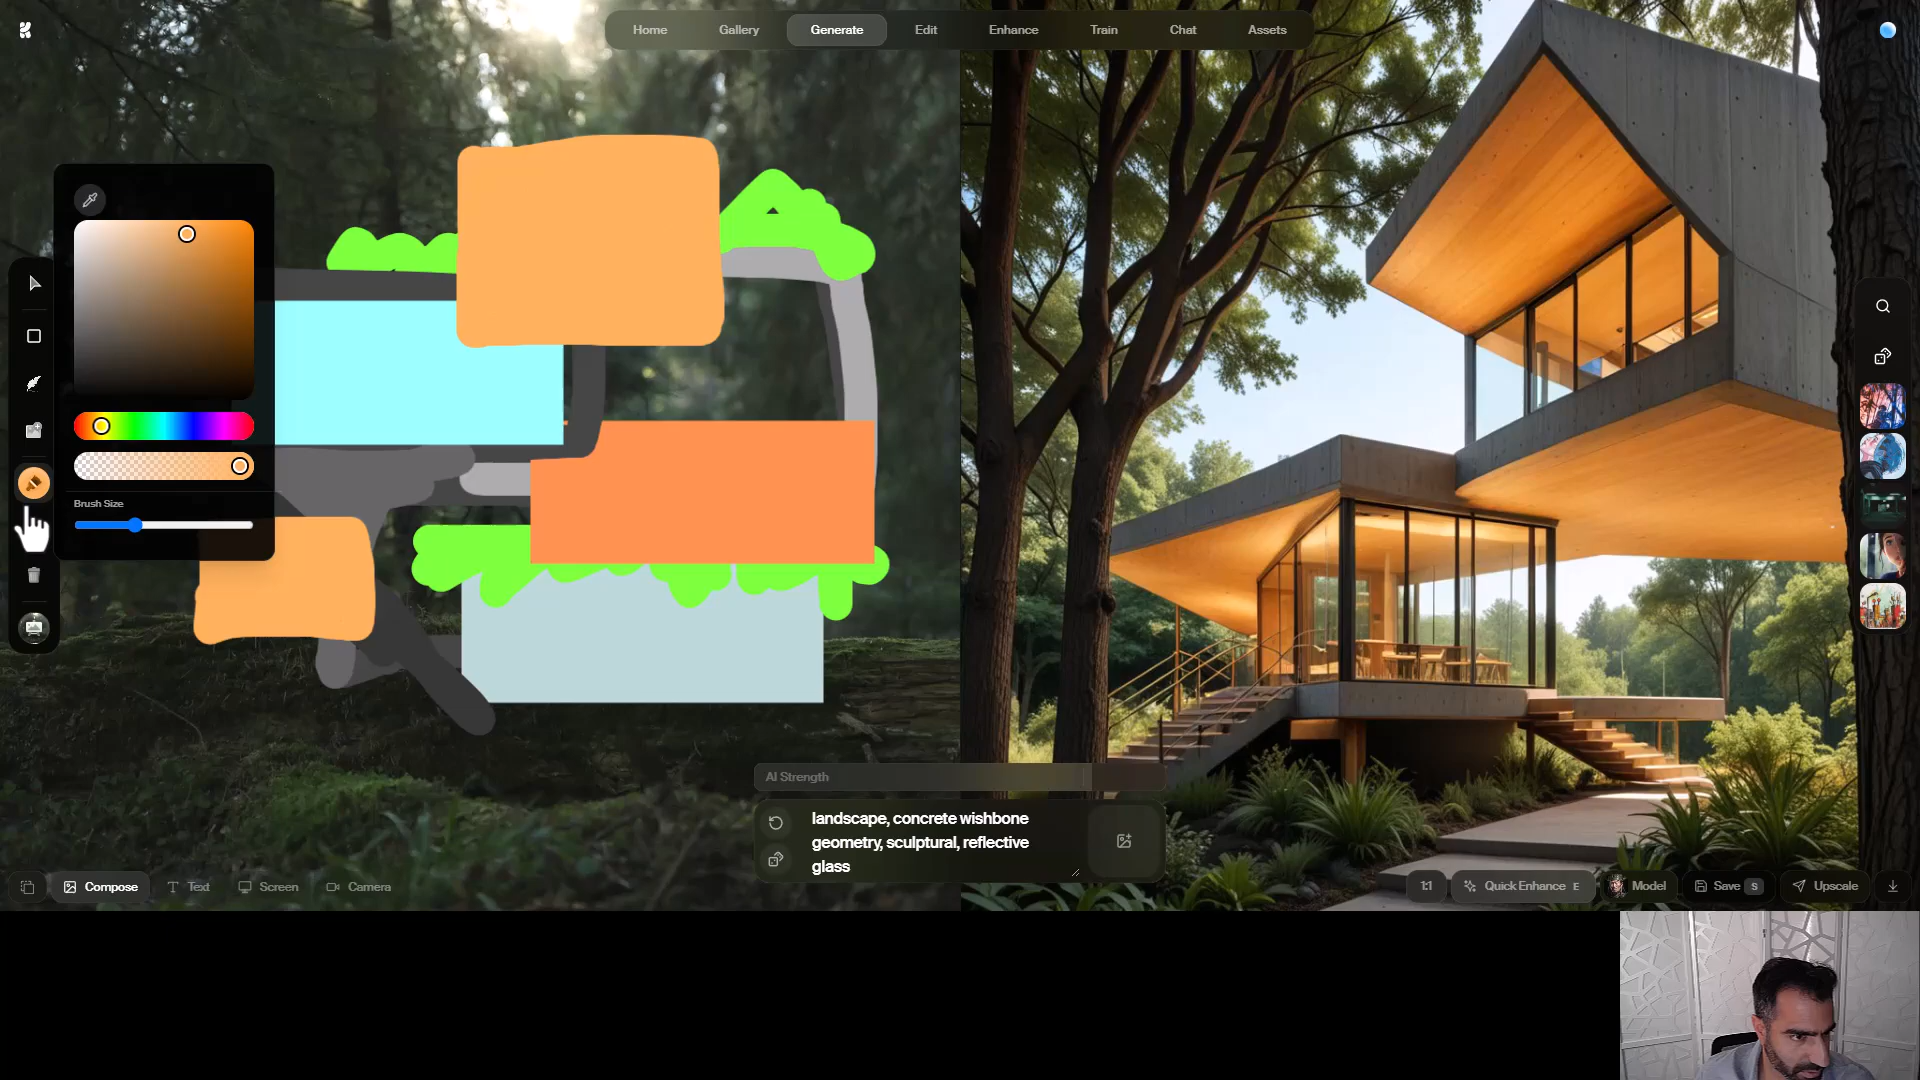 Home Gallery Generate Edit Enhance Train Chat Assets
Brush Size
AI Strength
landscape, concrete wishbone
geometry, sculptural, reflective
glass
Compose Text Screen Camera
1:1 Quick Enhance E Model Save S Upscale